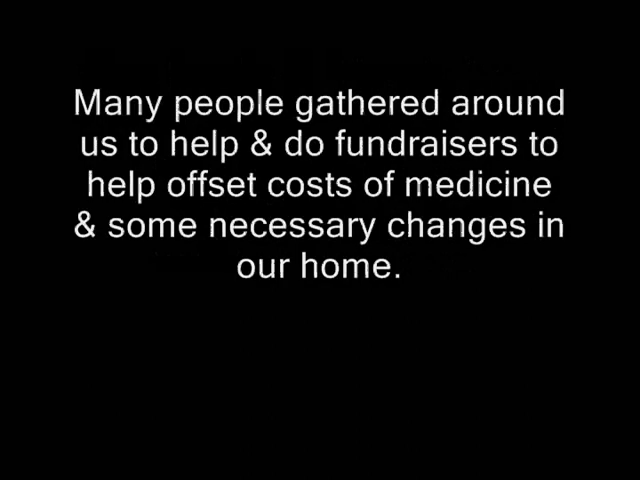 Many people gathered around
us to help & do fundraisers to
help offset costs of medicine
& some necessary changes in
our home.